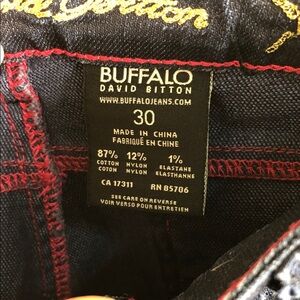 Bitton
BUFFALO
DAVID BITTON
WWW.BUFFALOJEANS.COM
30
MADE IN CHINA
FABRIQUÉ EN CHINE
87% 12% 1%
COTTON NYLON ELASTANE
COTON NYLON ELASTHANNE
CA 17311 RN 85706
SEE CARE ON REVERSE
VOIR VERSO POUR ENTRETIEN